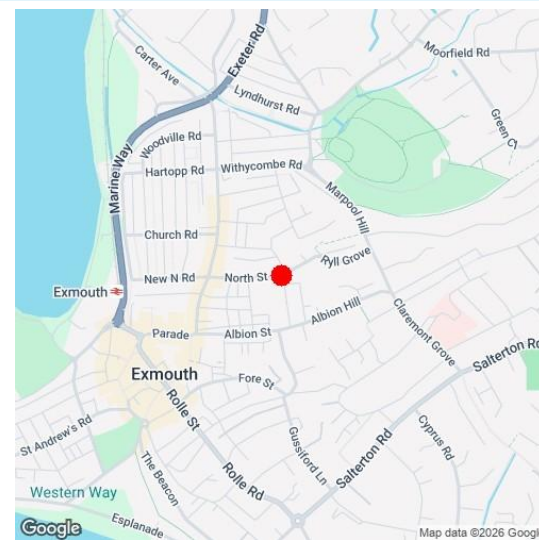 Moorfield Rd
Carter Ave
Exeter Rd
Lyndhurst Rd
Green Cl
Woodville Rd
Marine Way
Hartopp Rd
Withycombe Rd
Marpool Hill
Church Rd
Ryll Grove
New N Rd
North St
Exmouth
Albion Hill
Parade
Albion St
Claremont Grove
Salterton Rd
Exmouth
Fore St
Rolle St
St Andrew's Rd
Gussiford Ln
Cyprus Rd
Salterton Rd
The Beacon
Rolle Rd
Western Way
Esplanade
Google
Map data ©2026 Google